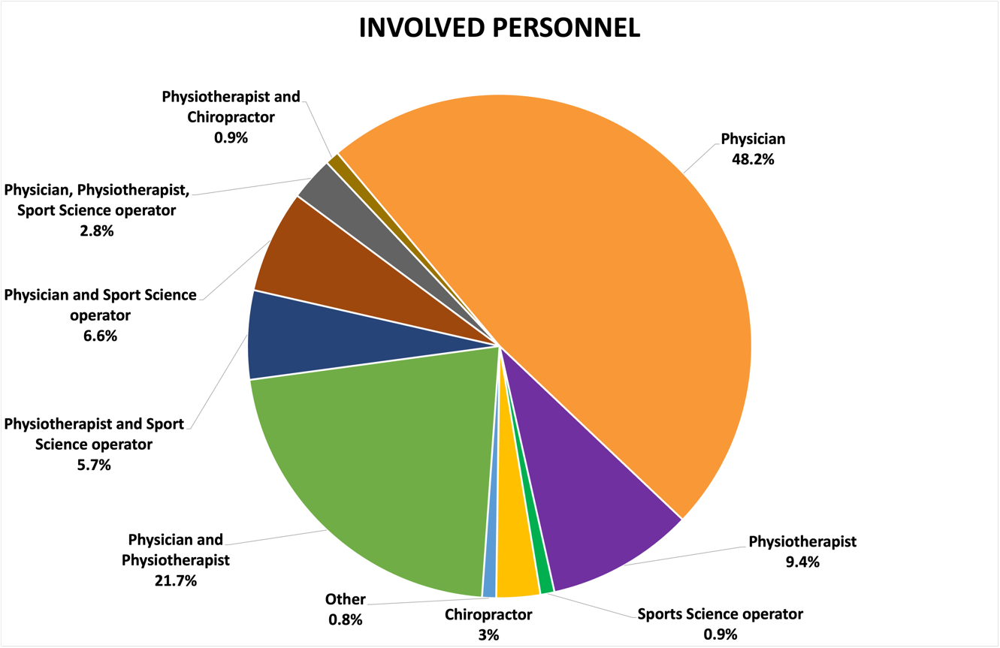 INVOLVED PERSONNEL
Physiotherapist and
Chiropractor
0.9%
Physician
48.2%
Physician, Physiotherapist,
Sport Science operator
2.8%
Physician and Sport Science
operator
6.6%
Physiotherapist and Sport
Science operator
5.7%
Physician and
Physiotherapist
21.7%
Physiotherapist
9.4%
Other
0.8%
Chiropractor
3%
Sports Science operator
0.9%